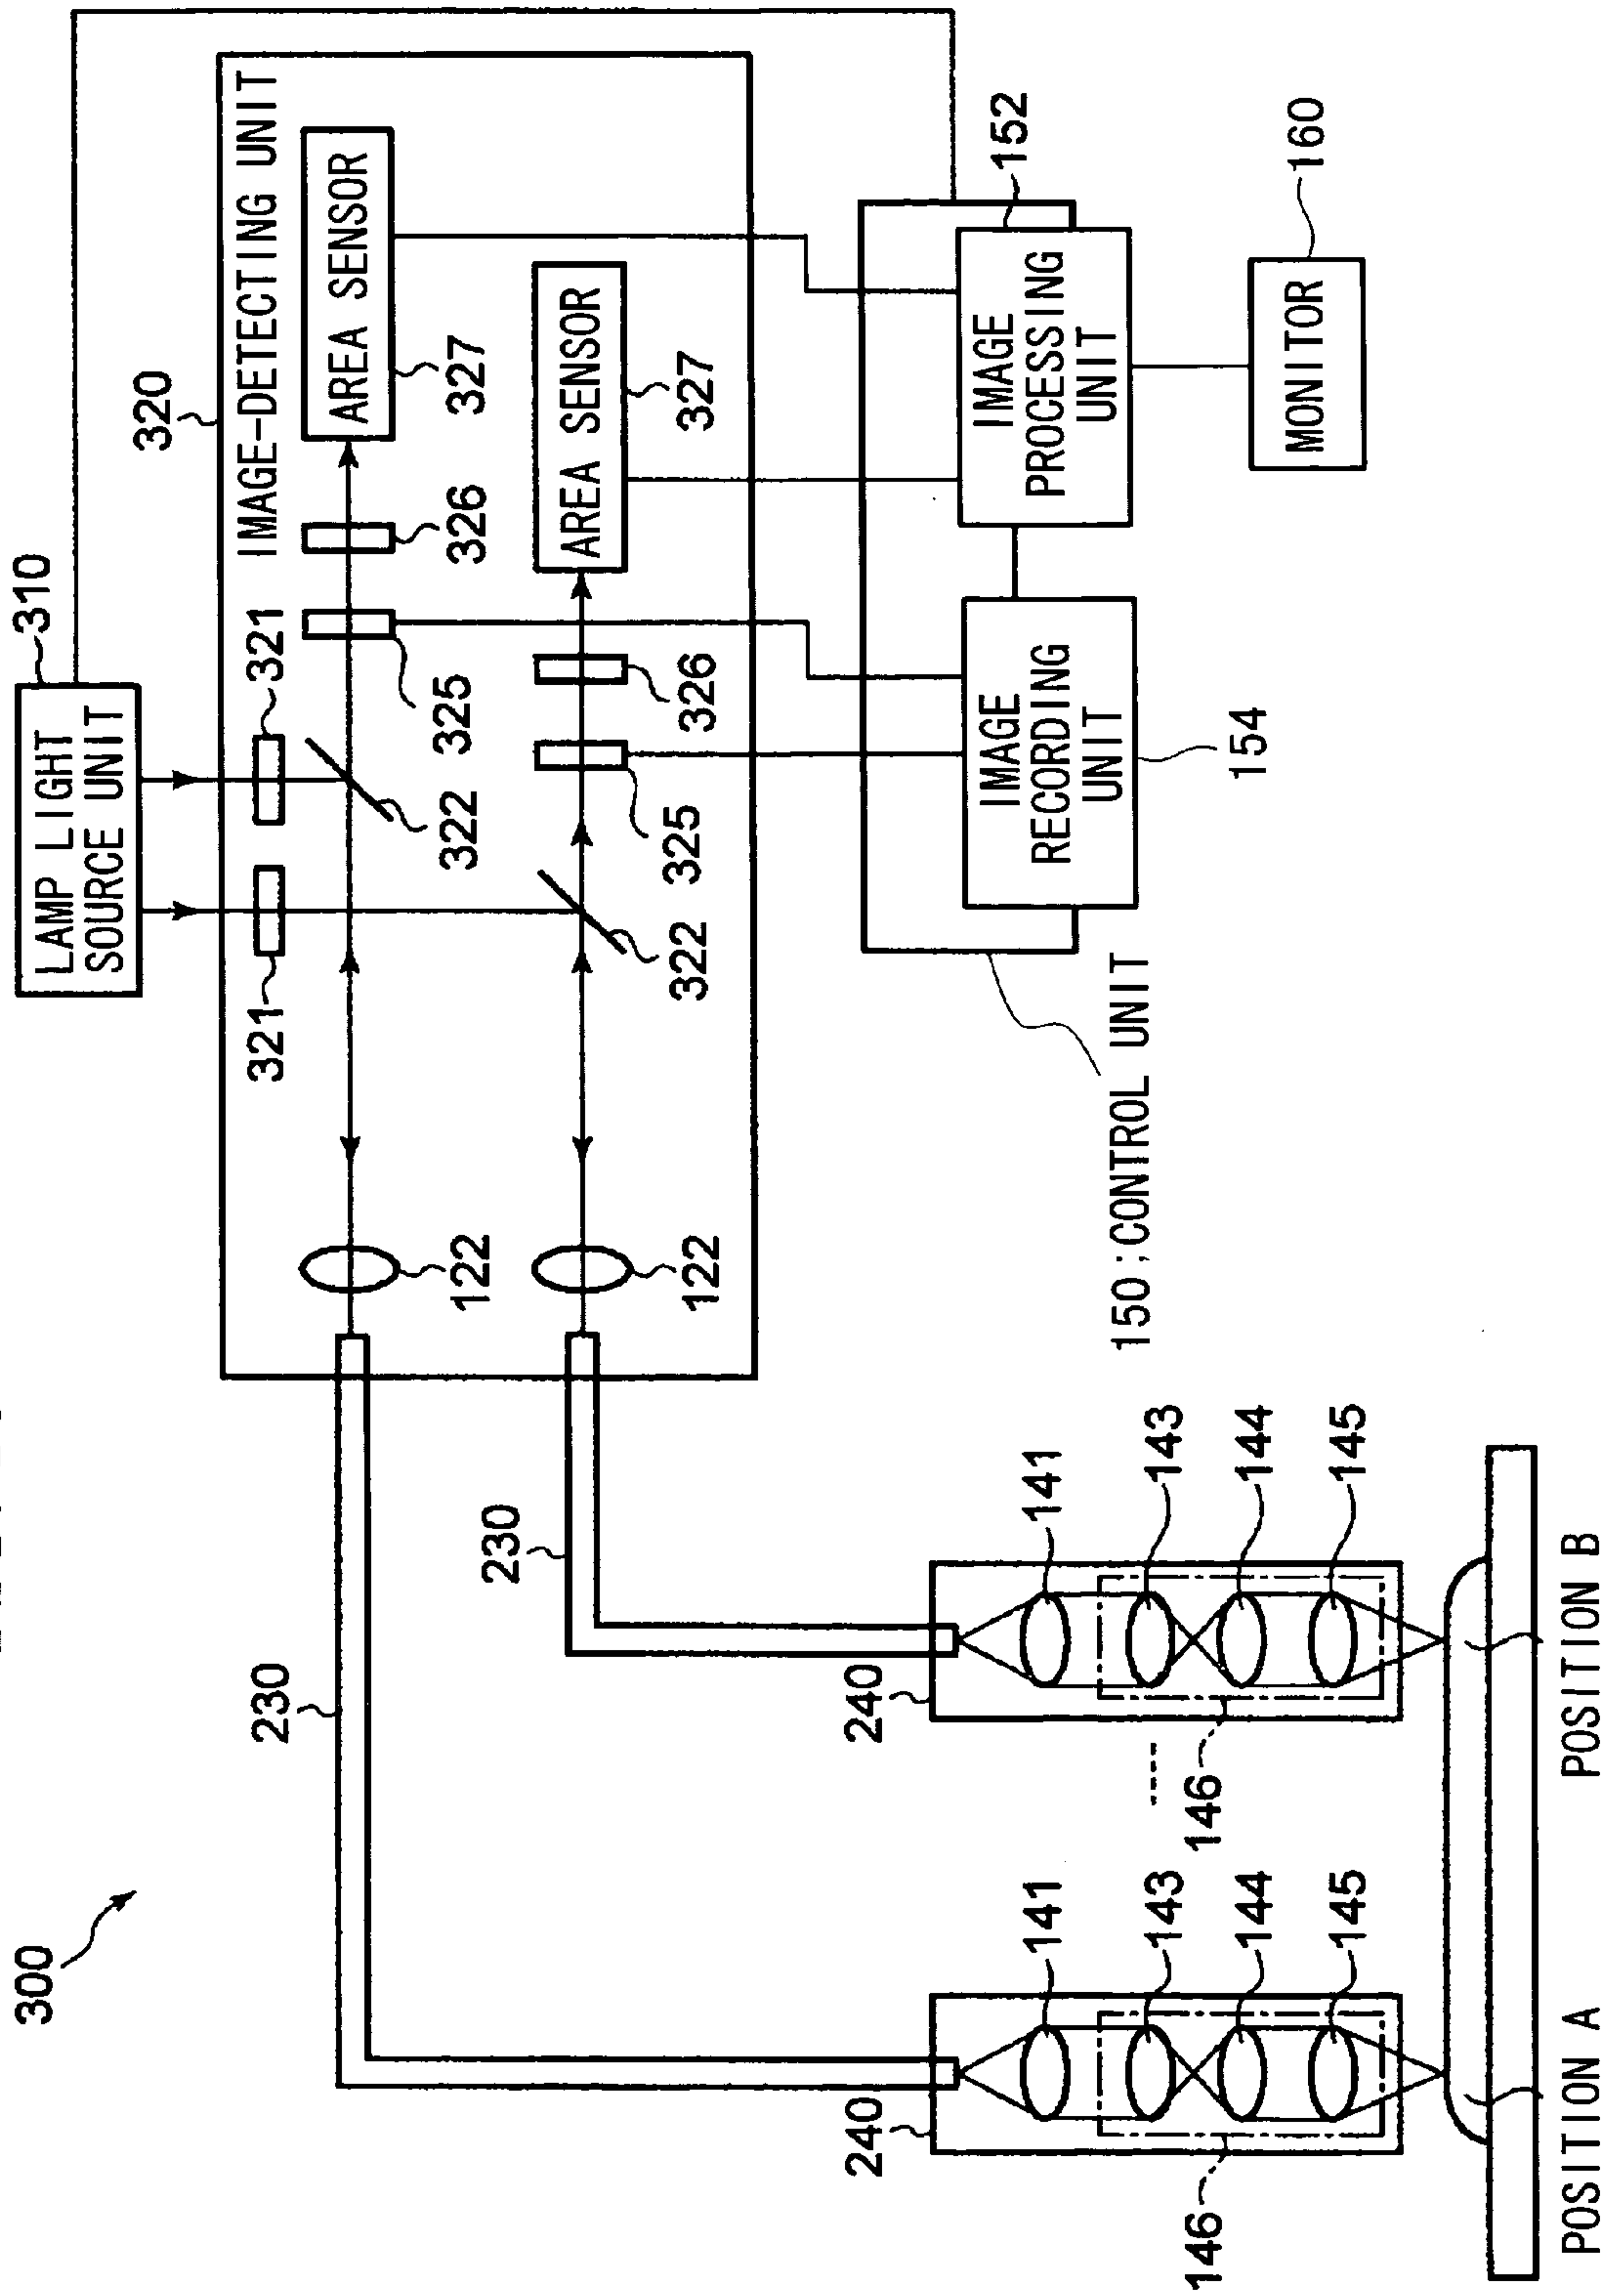 300
LAMP LIGHT
SOURCE UNIT
310
320
IMAGE-DETECTING UNIT
321
321
322
322
325
325
326
326
AREA SENSOR
327
AREA SENSOR
327
122
122
230
230
240
240
141
141
143
143
144
144
145
145
146
146
150;CONTROL UNIT
IMAGE
RECORDING
UNIT
154
IMAGE
PROCESSING
UNIT
152
MONITOR
160
POSITION A
POSITION B